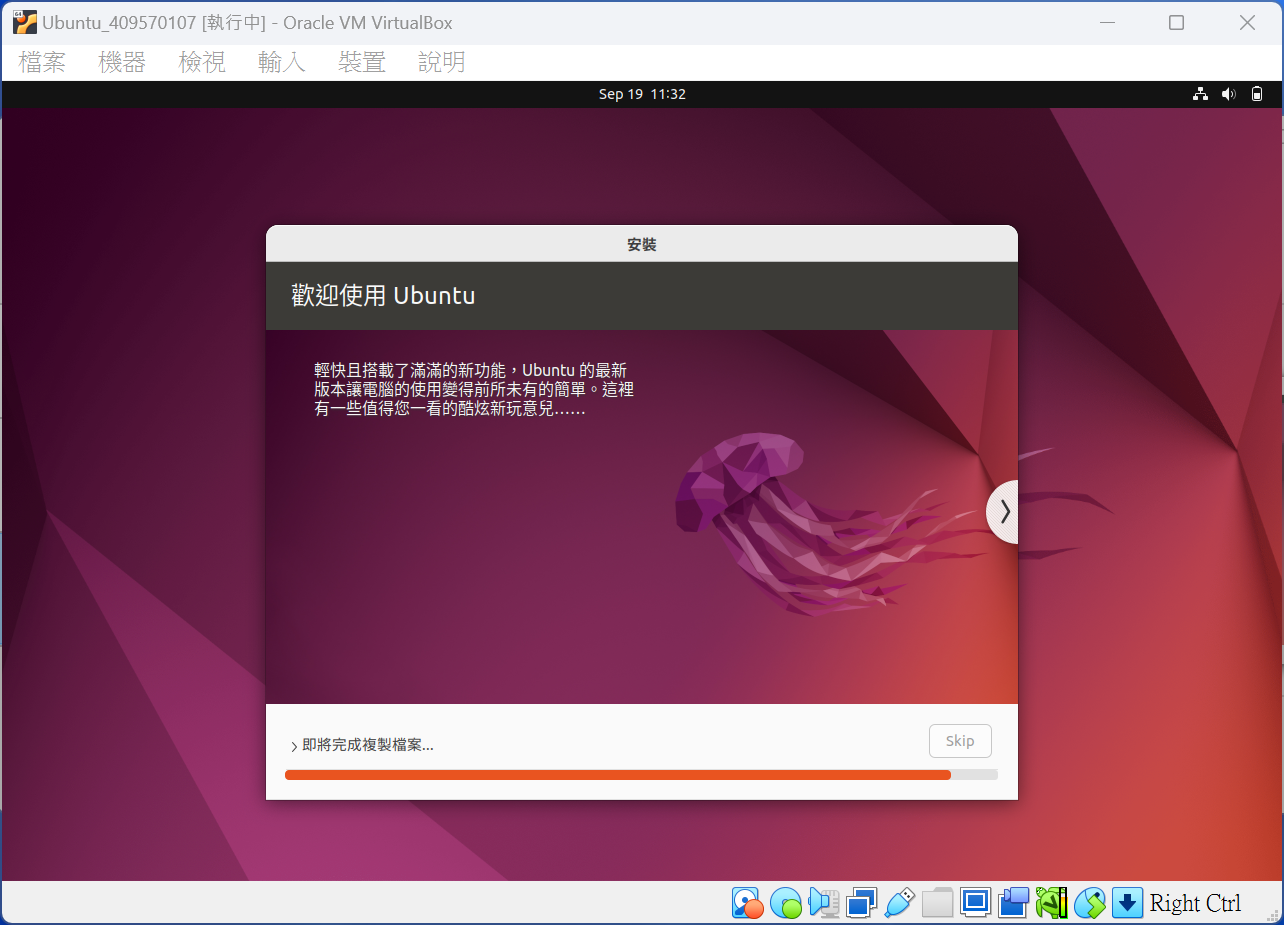 Ubuntu_409570107 [執行中] - Oracle VM VirtualBox
檔案 機器 檢視 輸入 裝置 說明
Sep 19 11:32
安裝
歡迎使用 Ubuntu
輕快且搭載了滿滿的新功能，Ubuntu 的最新
版本讓電腦的使用變得前所未有的簡單。這裡
有一些值得您一看的酷炫新玩意兒……
即將完成複製檔案...
Skip
Right Ctrl